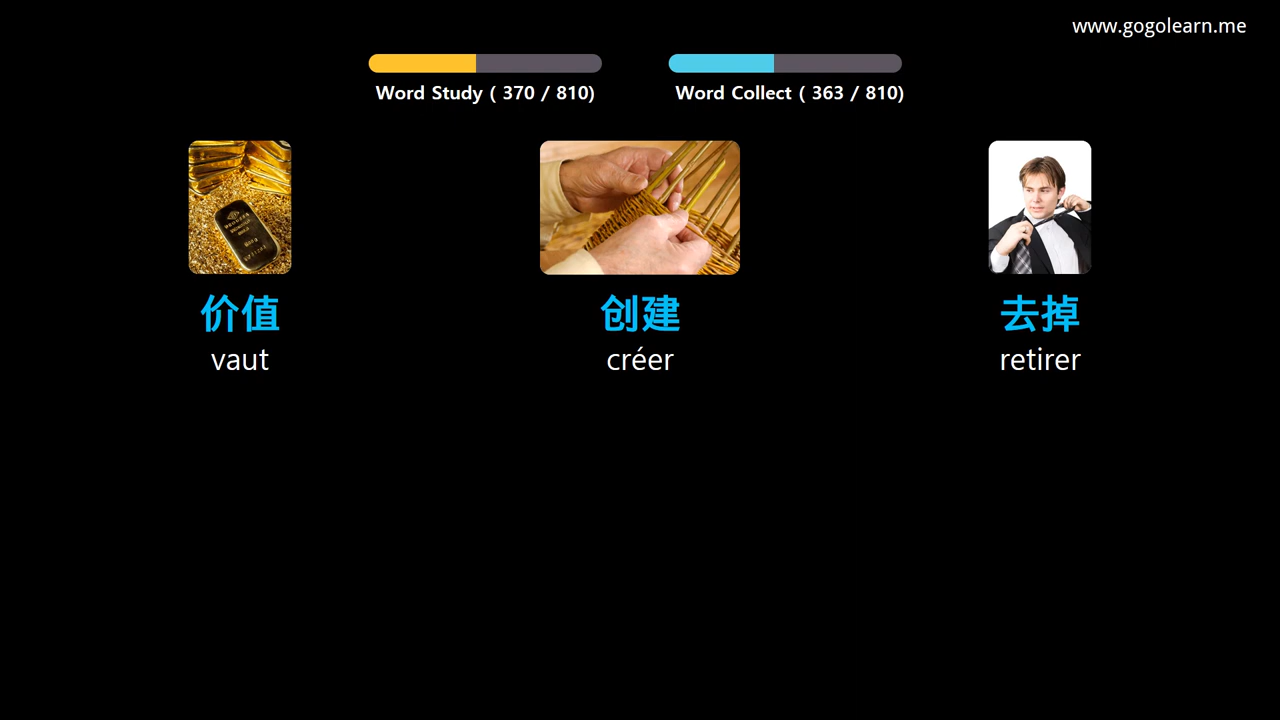 www.gogolearn.me
Word Study ( 370 / 810)
Word Collect ( 363 / 810)
价值
创建
去掉
vaut
créer
retirer